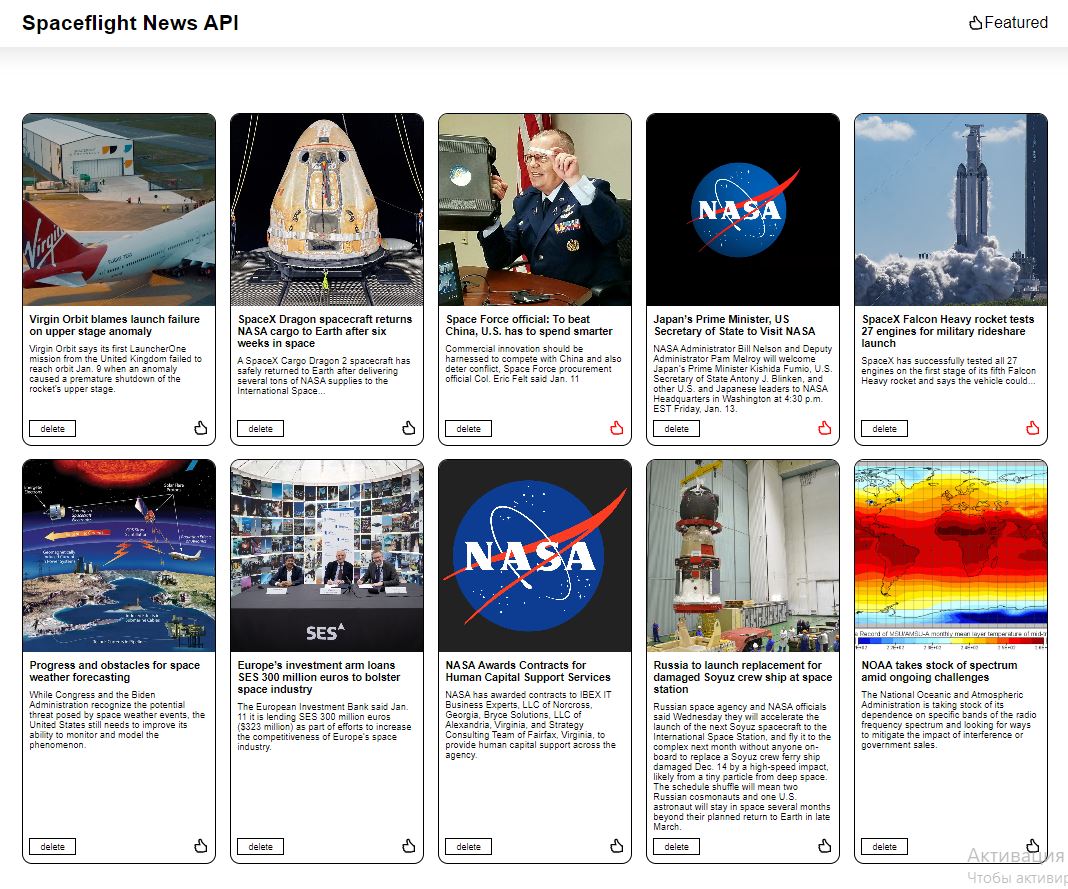 Spaceflight News API
Featured
Virgin
FLIGHT TEST
Virgin Orbit blames launch failure
on upper stage anomaly
Virgin Orbit says its first LauncherOne
mission from the United Kingdom failed to
reach orbit Jan. 9 when an anomaly
caused a premature shutdown of the
rocket's upper stage.
delete
SpaceX Dragon spacecraft returns
NASA cargo to Earth after six
weeks in space
A SpaceX Cargo Dragon 2 spacecraft has
safely returned to Earth after delivering
several tons of NASA supplies to the
International Space...
delete
Space Force official: To beat
China, U.S. has to spend smarter
Commercial innovation should be
harnessed to compete with China and also
deter conflict, Space Force procurement
official Col. Eric Felt said Jan. 11
delete
NASA
Japan's Prime Minister, US
Secretary of State to Visit NASA
NASA Administrator Bill Nelson and Deputy
Administrator Pam Melroy will welcome
Japan's Prime Minister Kishida Fumio, U.S.
Secretary of State Antony J. Blinken, and
other U.S. and Japanese leaders to NASA
Headquarters in Washington at 4:30 p.m.
EST Friday, Jan. 13.
delete
SpaceX Falcon Heavy rocket tests
27 engines for military rideshare
launch
SpaceX has successfully tested all 27
engines on the first stage of its fifth Falcon
Heavy rocket and says the vehicle could...
delete
Energetic
Electrons
Solar Flare
Protons
Geomagnetically
Progress and obstacles for space
weather forecasting
While Congress and the Biden
Administration recognize the potential
threat posed by space weather events, the
United States still needs to improve its
ability to monitor and model the
phenomenon.
delete
SES
Europe's investment arm loans
SES 300 million euros to bolster
space industry
The European Investment Bank said Jan.
11 it is lending SES 300 million euros
($323 million) as part of efforts to increase
the competitiveness of Europe's space
industry.
delete
NASA
NASA Awards Contracts for
Human Capital Support Services
NASA has awarded contracts to IBEX IT
Business Experts, LLC of Norcross,
Georgia, Bryce Solutions, LLC of
Alexandria, Virginia, and Strategy
Consulting Team of Fairfax, Virginia, to
provide human capital support across the
agency.
delete
Russia to launch replacement for
damaged Soyuz crew ship at space
station
Russian space agency and NASA officials
said Wednesday they will accelerate the
launch of the next Soyuz spacecraft to the
International Space Station, and fly it to the
complex next month without anyone on-
board to replace a Soyuz crew ferry ship
damaged Dec. 14 by a high-speed impact,
likely from a tiny particle from deep space.
The schedule shuffle will mean two
Russian cosmonauts and one U.S.
astronaut will stay in space several months
beyond their planned return to Earth in late
March.
delete
Record of MSU/AMSU-A monthly mean layer temperature of mid-tr
NOAA takes stock of spectrum
amid ongoing challenges
The National Oceanic and Atmospheric
Administration is taking stock of its
dependence on specific bands of the radio
frequency spectrum and looking for ways
to mitigate the impact of interference or
government sales.
delete
Активация
Чтобы активир